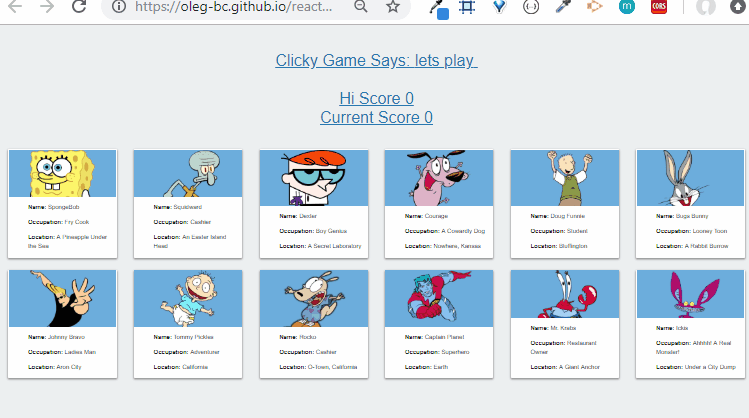 https://oleg-bc.github.io/react...
CORS
Clicky Game Says: lets play
Hi Score 0
Current Score 0
Name: SpongeBob
Occupation: Fry Cook
Location: A Pineapple Under
the Sea
Name: Squidward
Occupation: Cashier
Location: An Easter Island
Head
Name: Dexter
Occupation: Boy Genius
Location: A Secret Laboratory
Name: Courage
Occupation: A Cowardly Dog
Location: Nowhere, Kansas
Name: Doug Funnie
Occupation: Student
Location: Bluffington
Name: Bugs Bunny
Occupation: Looney Toon
Location: A Rabbit Burrow
Name: Johnny Bravo
Occupation: Ladies Man
Location: Aron City
Name: Tommy Pickles
Occupation: Adventurer
Location: California
Name: Rocko
Occupation: Cashier
Location: O-Town, California
Name: Captain Planet
Occupation: Superhero
Location: Earth
Name: Mr. Krabs
Occupation: Restaurant
Owner
Location: A Giant Anchor
Name: Ickis
Occupation: Ahhhh! A Real
Monster!
Location: Under a City Dump